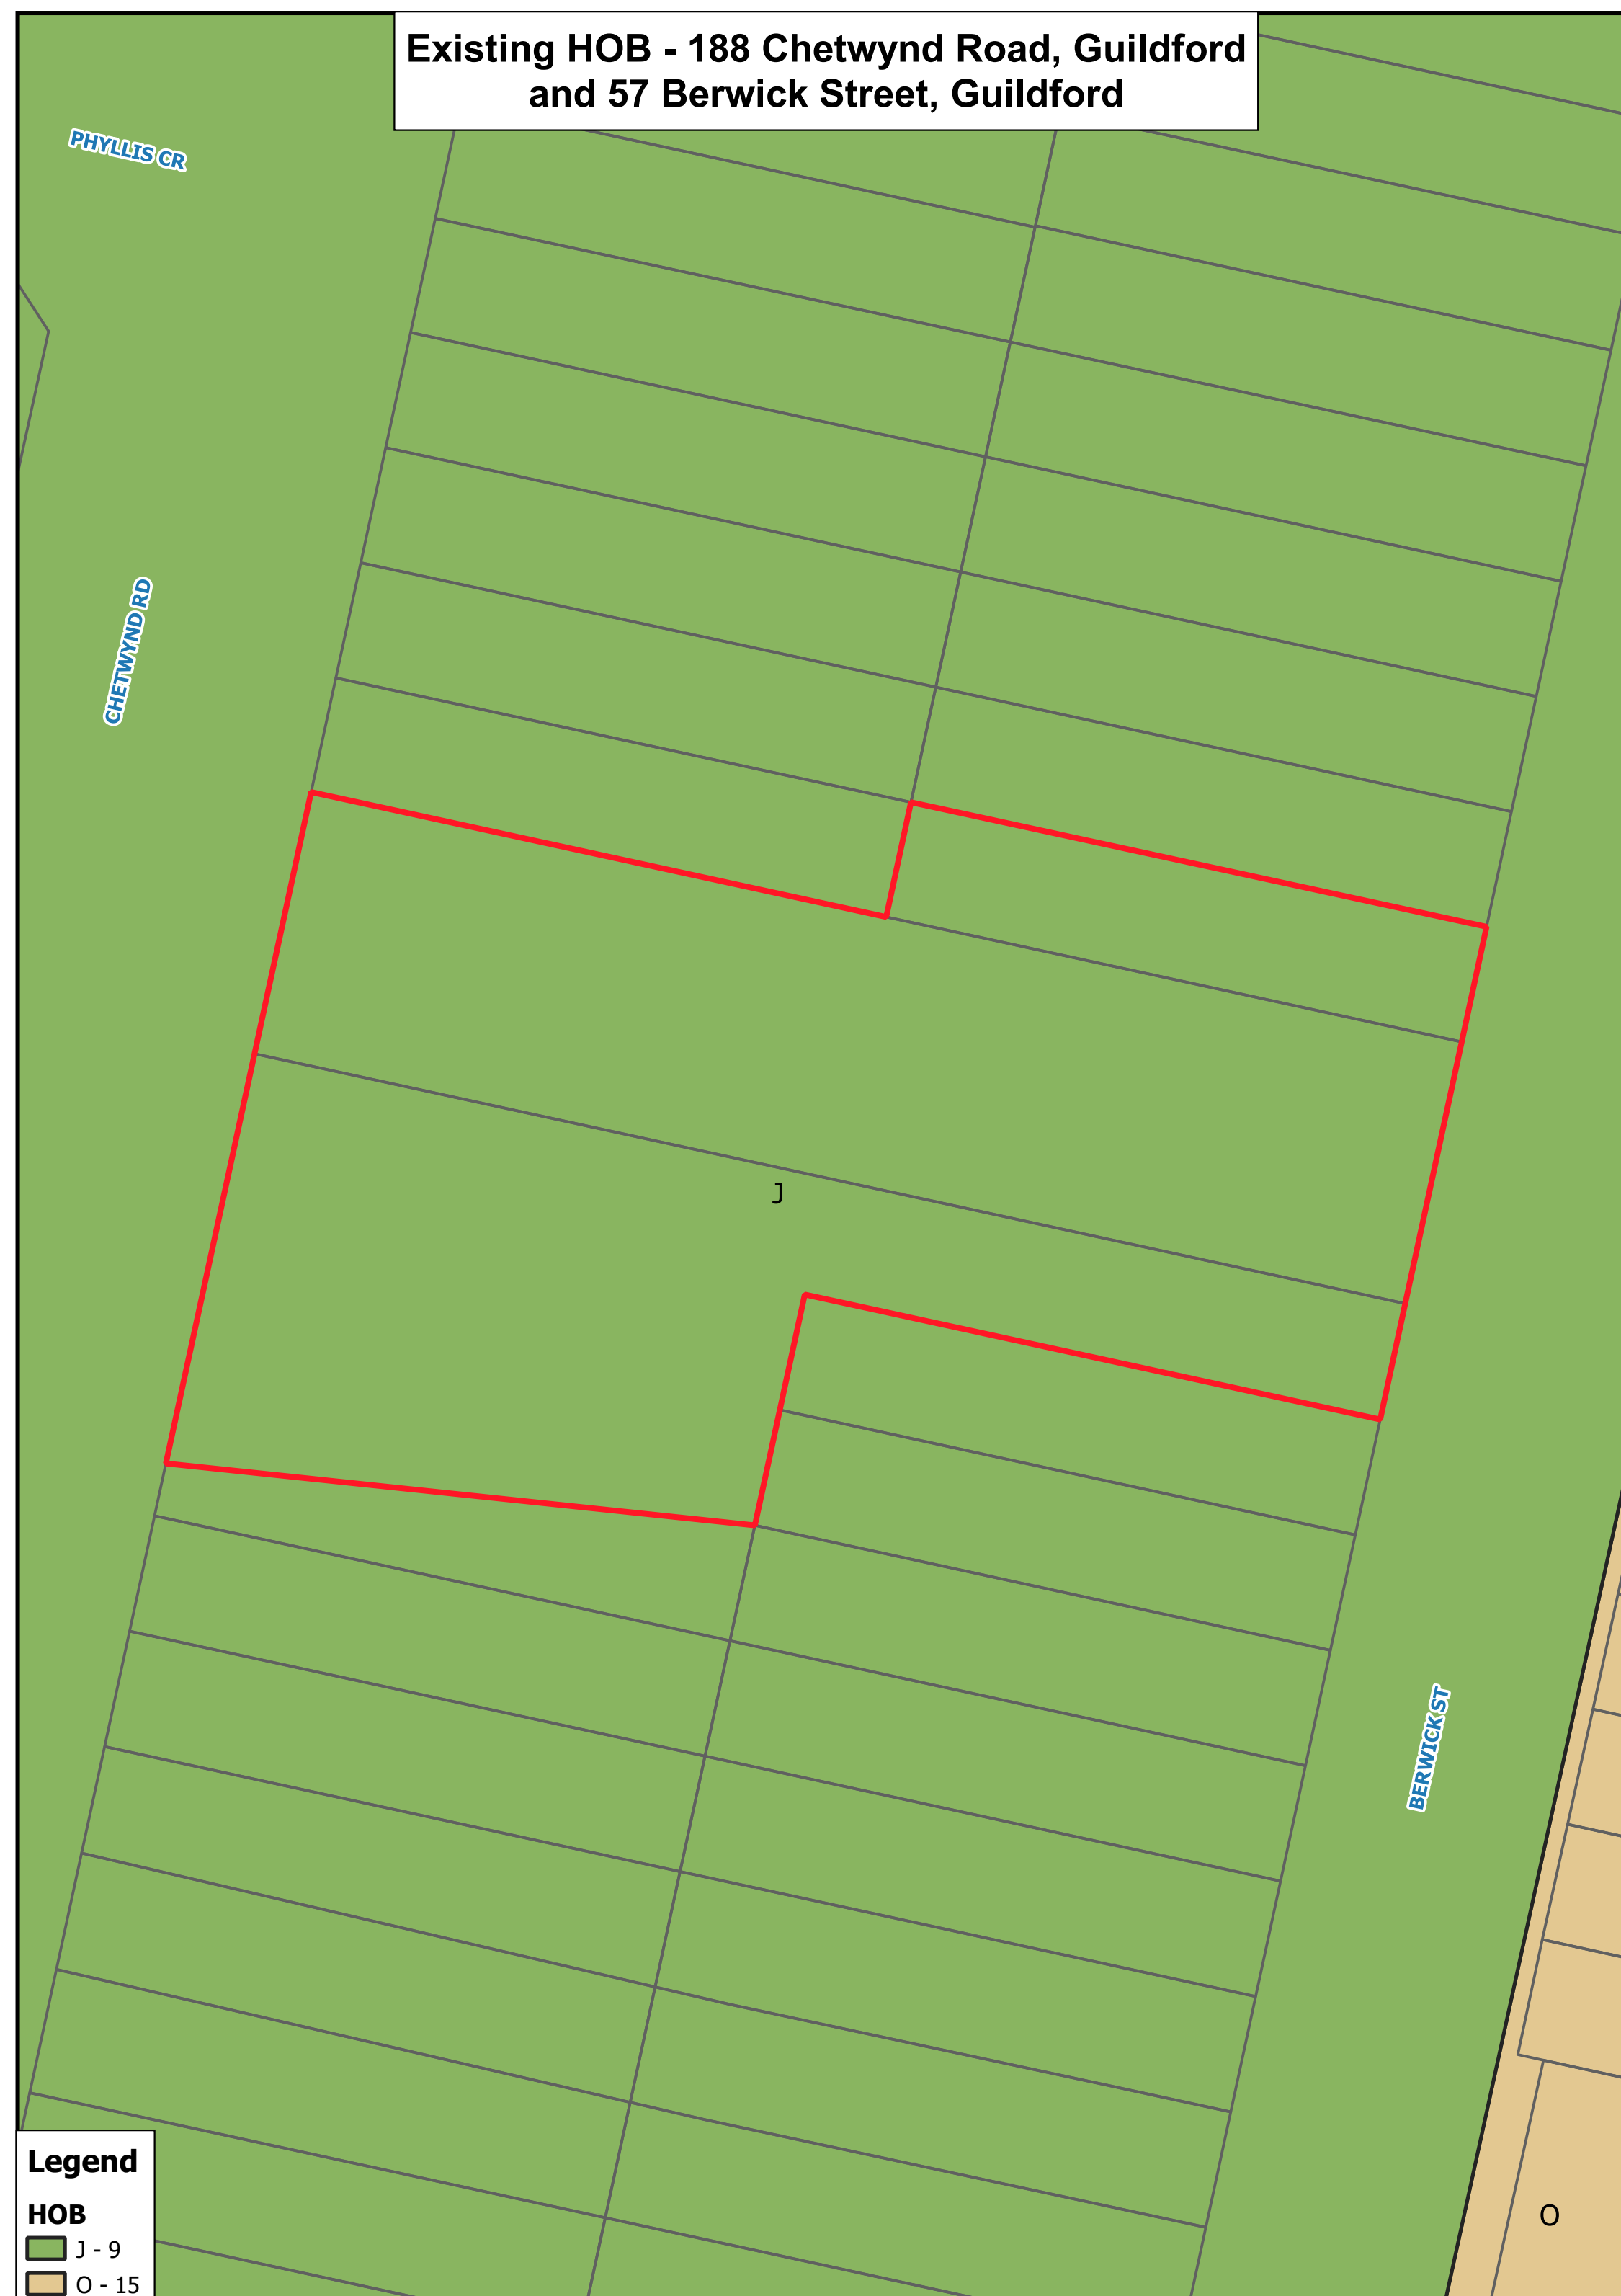 Existing HOB - 188 Chetwynd Road, Guildford
and 57 Berwick Street, Guildford
PHYLLIS CR
CHETWYND RD
J
BERWICK ST
O
Legend
HOB
J - 9
O - 15